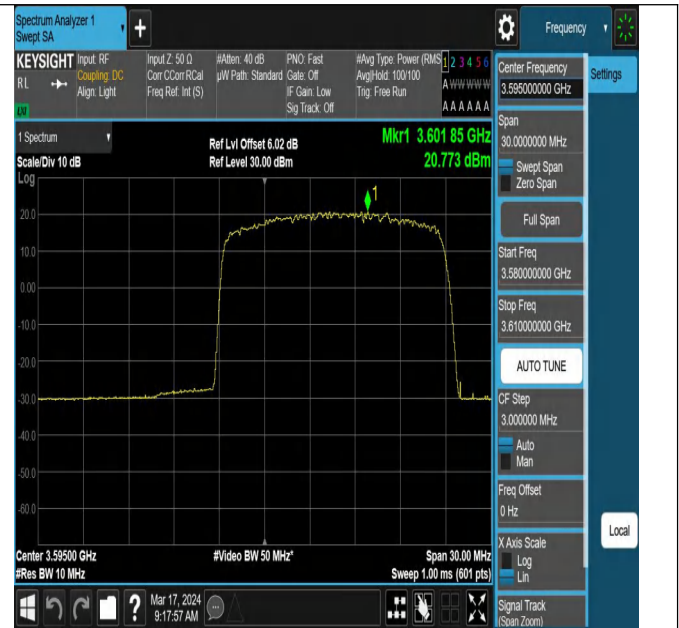 Spectrum Analyzer 1
Swept SA
Frequency
KEYSIGHT Input: RF Input Z: 50 Ω #Atten: 40 dB PNO: Fast #Avg Type: Power (RMS 1 2 3 4 5 6
RL Coupling: DC Corr CCorr RCal µW Path: Standard Gate: Off Avg|Hold: 100/100 A W W W W W
Align: Light Freq Ref: Int (S) IF Gain: Low Trig: Free Run
Sig Track: Off A A A A A A
LXI
1 Spectrum
Ref Lvl Offset 6.02 dB
Mkr1 3.601 85 GHz
Scale/Div 10 dB
Ref Level 30.00 dBm
20.773 dBm
Log
1
20.0
10.0
0.00
-10.0
-20.0
-30.0
-40.0
-50.0
-60.0
Center 3.59500 GHz
#Video BW 50 MHz*
Span 30.00 MHz
#Res BW 10 MHz
Sweep 1.00 ms (601 pts)
Center Frequency
3.595000000 GHz
Settings
Span
30.0000000 MHz
Swept Span
Zero Span
Full Span
Start Freq
3.580000000 GHz
Stop Freq
3.610000000 GHz
AUTO TUNE
CF Step
3.000000 MHz
Auto
Man
Freq Offset
0 Hz
Local
X Axis Scale
Log
Lin
Signal Track
(Span Zoom)
?
Mar 17, 2024
9:17:57 AM